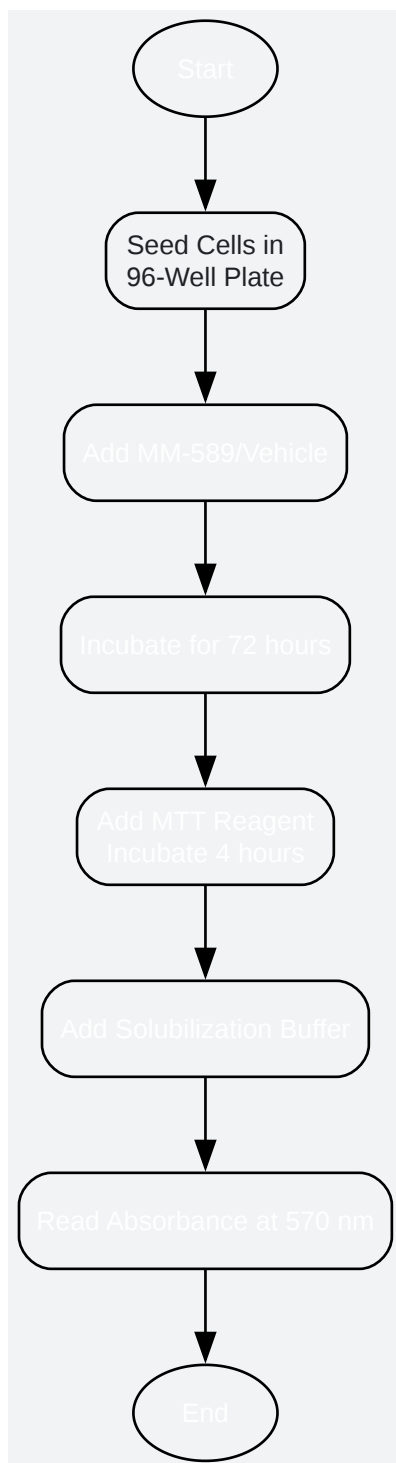 Start
Seed Cells in
96-Well Plate
Add MM-589/Vehicle
Incubate for 72 hours
Add MTT Reagent
Incubate 4 hours
Add Solubilization Buffer
Read Absorbance at 570 nm
End